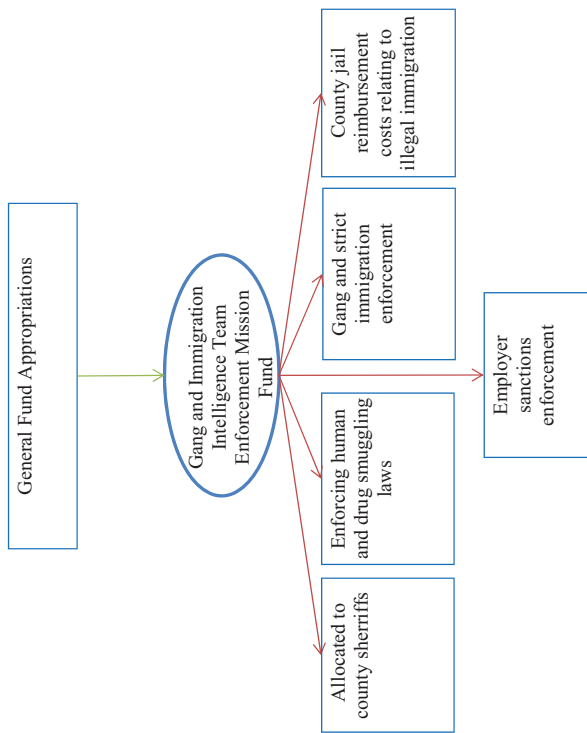 General Fund Appropriations
Gang and Immigration
Intelligence Team
Enforcement Mission
Fund
Allocated to
county sherriffs
Enforcing human
and drug smuggling
laws
Gang and strict
immigration
enforcement
County jail
reimbursement
costs relating to
illegal immigration
Employer
sanctions
enforcement